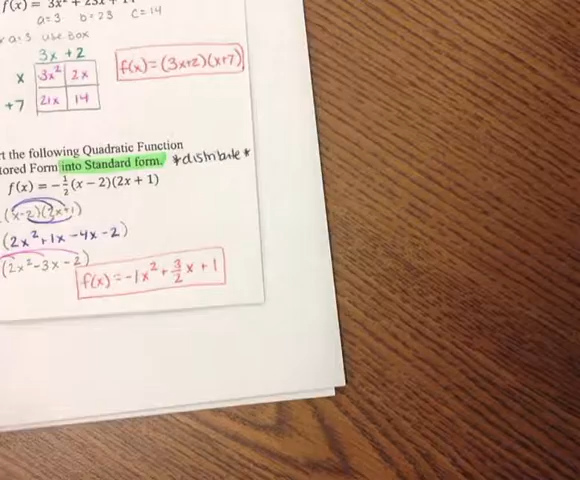 f(x) = 3x² + 23x + 14
a=3 b=23 c=14
a=3 use box
3x +2
x 3x² 2x
+7 21x 14
f(x)=(3x+2)(x+7)
the following Quadratic Function
Form into Standard form. *distribute*
f(x) = -½(x − 2)(2x + 1)
(x-2)(2x+1)
(2x²+1x-4x-2)
(2x²-3x-2)
f(x)=-1x²+3/2x+1